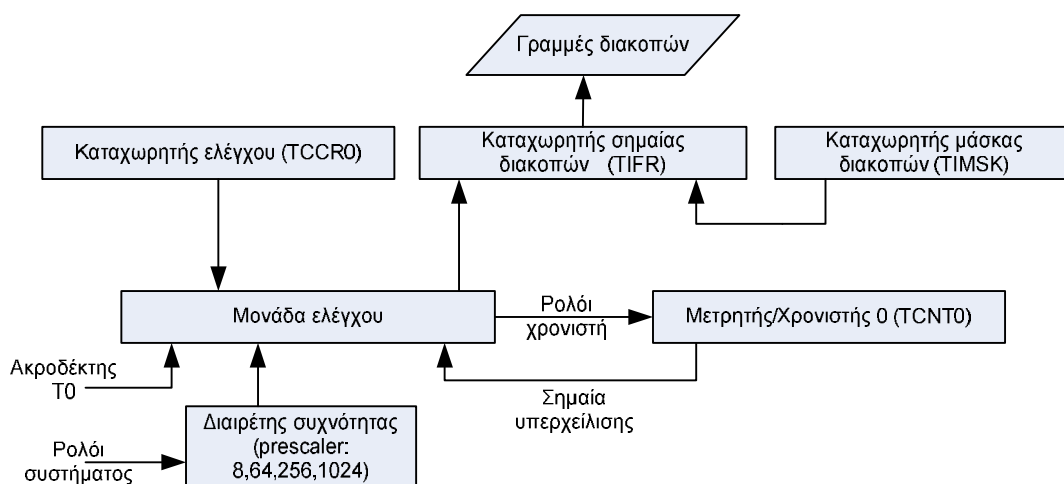 Γραμμές διακοπών
Καταχωρητής ελέγχου (TCCR0)
Καταχωρητής σημαίας
διακοπών (TIFR)
Καταχωρητής μάσκας
διακοπών (TIMSK)
Μονάδα ελέγχου
Ρολόι
χρονιστή
Μετρητής/Χρονιστής 0 (TCNT0)
Ακροδέκτης
T0
Σημαία
υπερχείλισης
Διαιρέτης συχνότητας
(prescaler:
8,64,256,1024)
Ρολόι
συστήματος